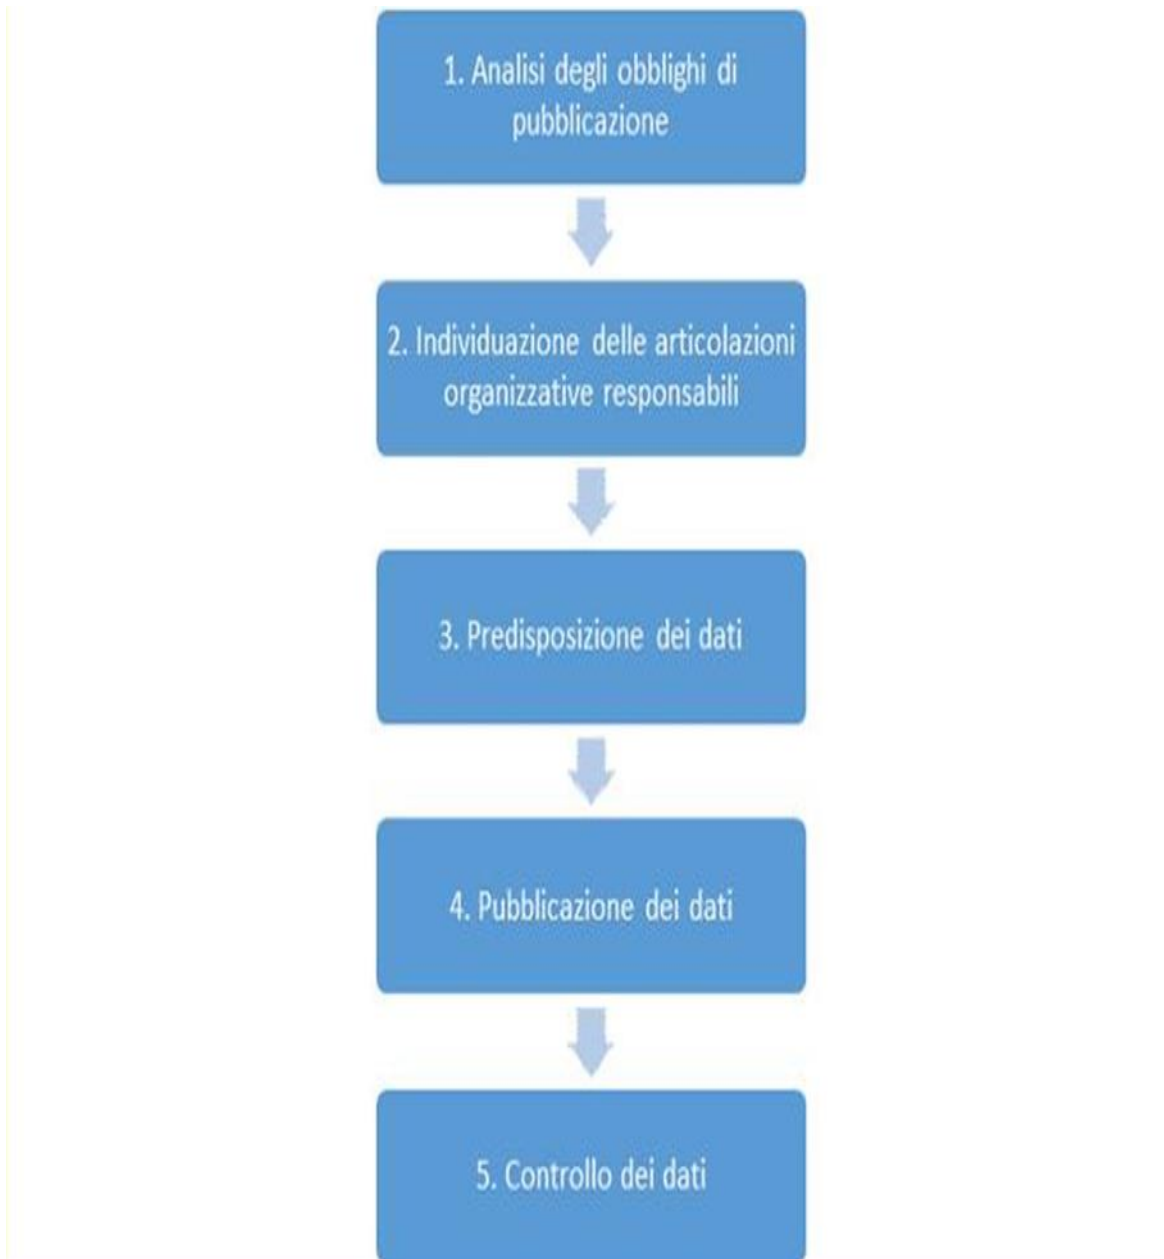 1. Analisi degli obblighi di
pubblicazione
2. Individuazione delle articolazioni
organizzative responsabili
3. Predisposizione dei dati
4. Pubblicazione dei dati
5. Controllo dei dati